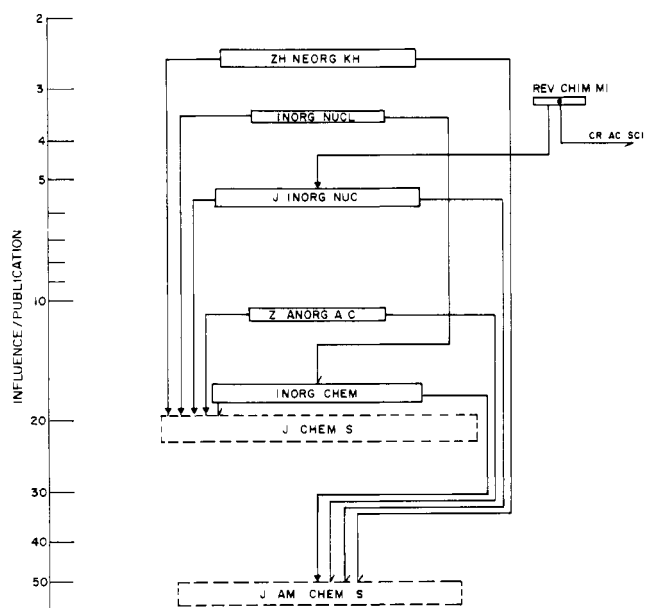 2
ZH NEORG KH
3
REV CHIM MI
INORG NUCL
4
CR AC SCI
5
J INORG NUC
INFLUENCE/PUBLICATION
10
Z ANORG A C
INORG CHEM
20
J CHEM S
30
40
50
J AM CHEM S